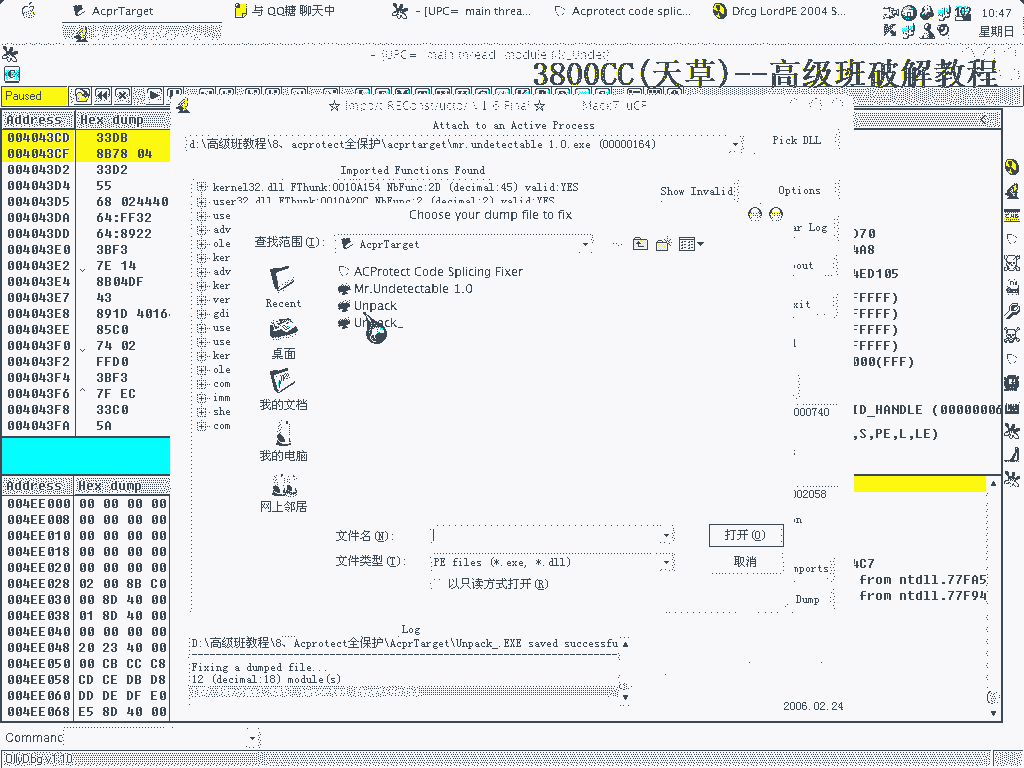 AcprTarget
与 QQ糖 聊天中
- [UPC= main threa...
Acprotect code splic...
Dfcg LordPE 2004 S...
10:47
星期日
- [UPC= main thread, module
3800CC(天草)--高级班破解教程
Paused
☆ Import REConstructor v1.6 Final ☆
MackT/uCF
Attach to an Active Process
d:\高级班教程\8、acprotect全保护\acprtarget\mr.undetectable 1.0.exe (00000164)
Pick DLL
Imported Functions Found
kernel32.dll FThunk:0010A154 NbFunc:2D (decimal:45) valid:YES
user32.dll FThunk:0010A20C NbFunc:2 (decimal:2) valid:YES
use
adv
ole
ker
adv
ker
ver
gdi
use
use
ker
ole
com
imm
she
com
Show Invalid
Options
ar Log
out
xit
000740
002058
mports
Dump
Choose your dump file to fix
查找范围(I):
AcprTarget
Recent
桌面
我的文档
我的电脑
网上邻居
ACProtect Code Splicing Fixer
Mr.Undetectable 1.0
Unpack
Unpack_
文件名(N):
打开(O)
文件类型(T):
PE files (*.exe, *.dll)
取消
以只读方式打开(R)
Log
D:\高级班教程\8、Acprotect全保护\AcprTarget\Unpack_.EXE saved successfu
Fixing a dumped file...
12 (decimal:18) module(s)
2006.02.24
Address Hex dump
004043CD 33DB
004043CF 8B78 04
004043D2 33D2
004043D4 55
004043D5 68 024440
004043DA 64:FF32
004043DD 64:8922
004043E0 3BF3
004043E2 7E 14
004043E4 8B04DF
004043E7 43
004043E8 891D 4016
004043EE 85C0
004043F0 74 02
004043F2 FFD0
004043F4 3BF3
004043F6 7F EC
004043F8 33C0
004043FA 5A
D70
4A8
4ED105
FFFFF)
FFFFF)
FFFFF)
FFFFF)
000(FFF)
ID_HANDLE (00000006
,S,PE,L,LE)
4C7
from ntdll.77FA5
from ntdll.77F94
Address Hex dump
004EE000 00 00 00 00
004EE008 00 00 00 00
004EE010 00 00 00 00
004EE018 00 00 00 00
004EE020 00 00 00 00
004EE028 02 00 8B C0
004EE030 00 8D 40 00
004EE038 01 8D 40 00
004EE040 00 00 00 00
004EE048 20 23 40 00
004EE050 00 CB CC C8
004EE058 CD CE DB D8
004EE060 DD DE DF E0
004EE068 E5 8D 40 00
Command
OllyDbg v1.10